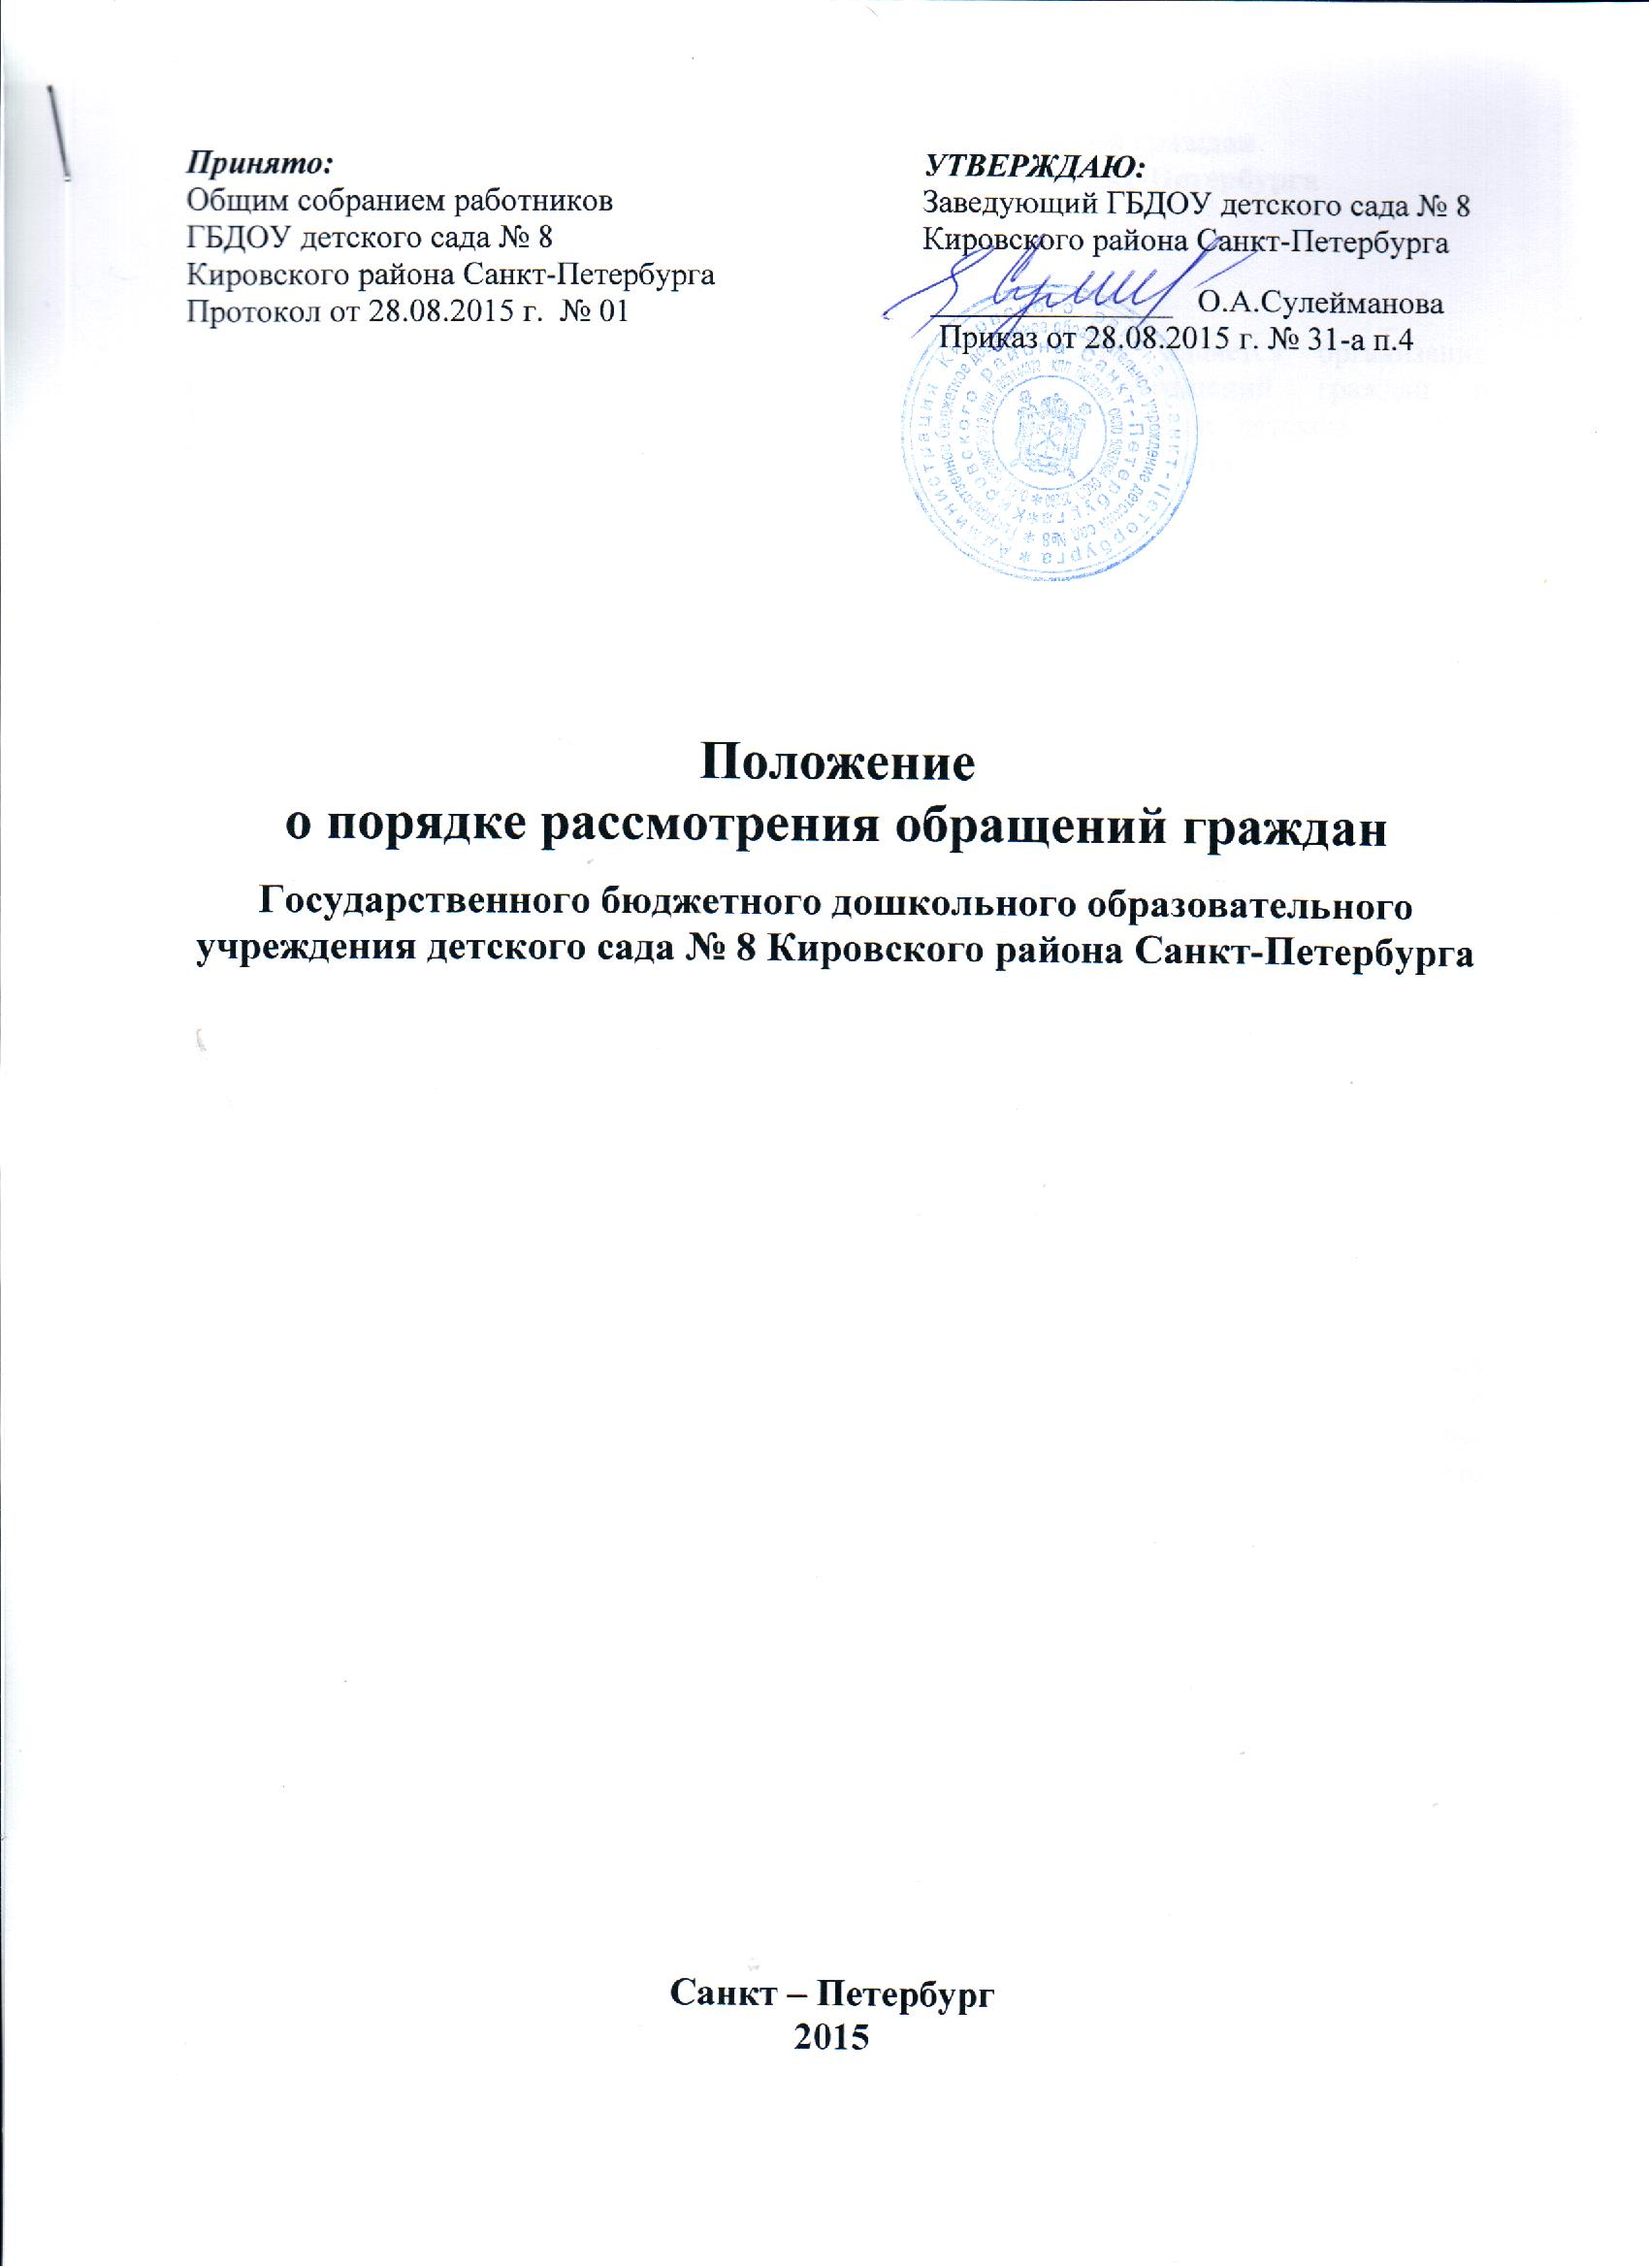 Принято:
Общим собранием работников
ГБДОУ детского сада № 8
Кировского района Санкт-Петербурга
Протокол от 28.08.2015 г.  № 01
УТВЕРЖДАЮ:
Заведующий ГБДОУ детского сада № 8
Кировского района Санкт-Петербурга
О.А.Сулейманова
Приказ от 28.08.2015 г. № 31-а п.4
Положение
о порядке рассмотрения обращений граждан
Государственного бюджетного дошкольного образовательного
учреждения детского сада № 8 Кировского района Санкт-Петербурга
Санкт – Петербург
2015